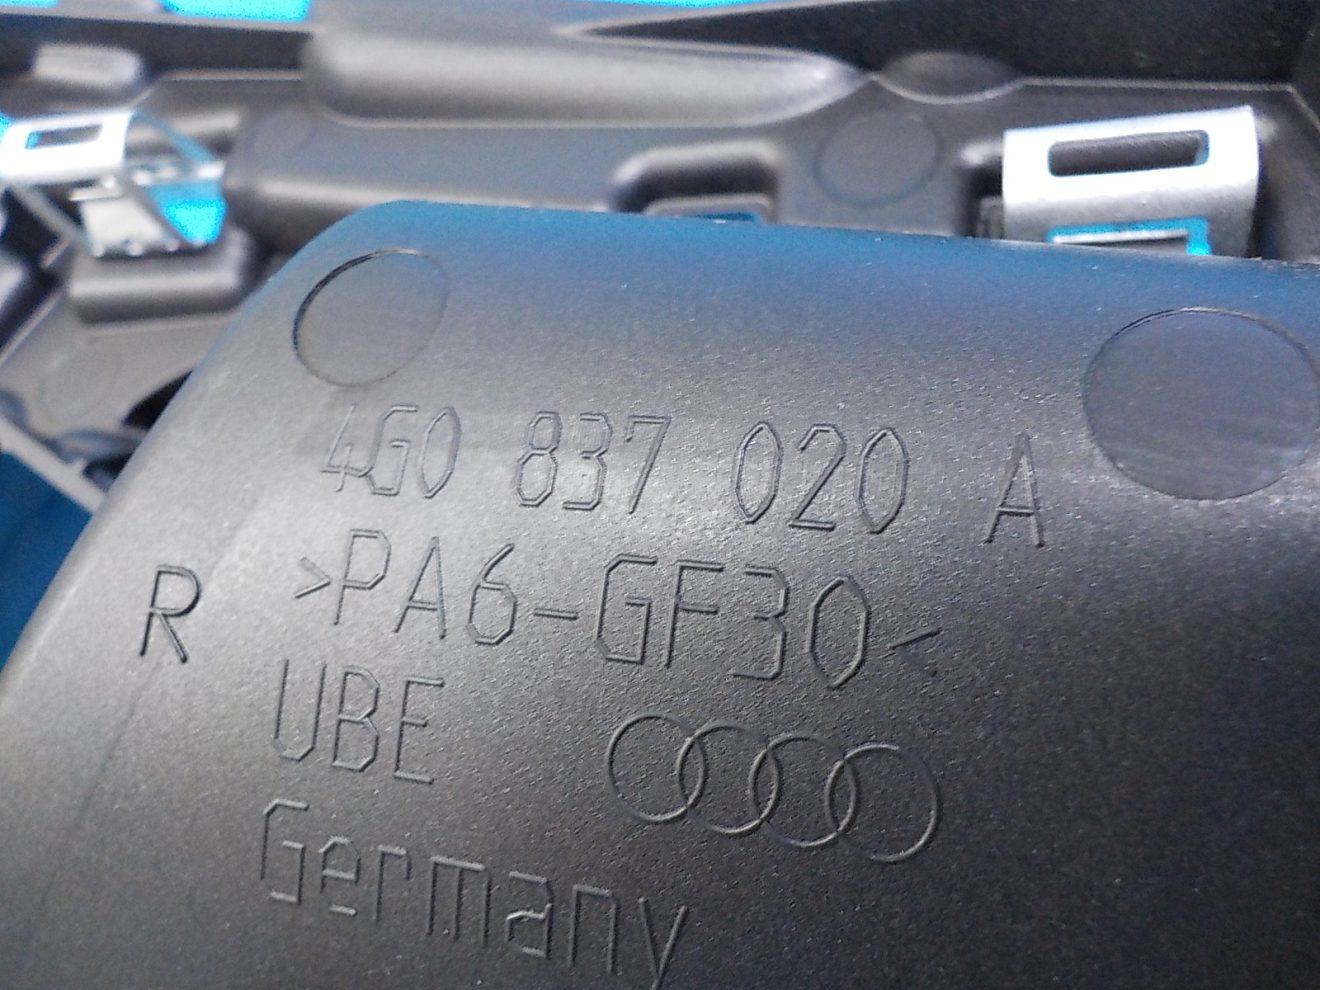 4G0 837 020 A
>PA6-GF30<
R
UBE
Germany